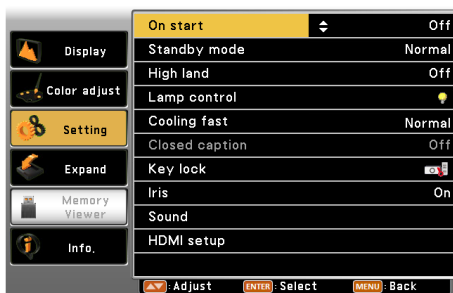 Display
Color adjust
Setting
Expand
Memory
Viewer
Info.
On start Off
Standby mode Normal
High land Off
Lamp control
Cooling fast Normal
Closed caption Off
Key lock
Iris On
Sound
HDMI setup
: Adjust ENTER : Select MENU : Back